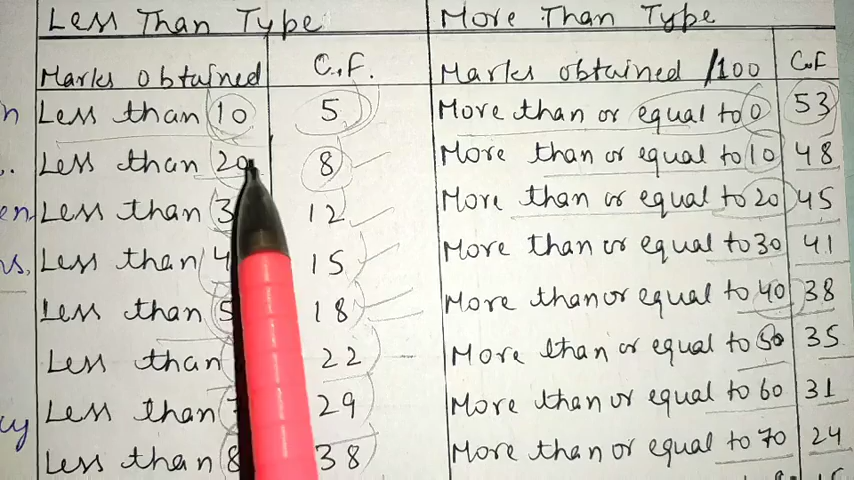 Less Than Type More Than Type
Marks obtained C.F. Marks obtained /100 C.F
Less than 10 5 More than or equal to 0 53
Less than 20 8 More than or equal to 10 48
Less than 3 12 More than or equal to 20 45
Less than 4 15 More than or equal to 30 41
Less than 5 18 More than or equal to 40 38
Less than 22 More than or equal to 50 35
Less than 29 More than or equal to 60 31
Less than 8 38 More than or equal to 70 24